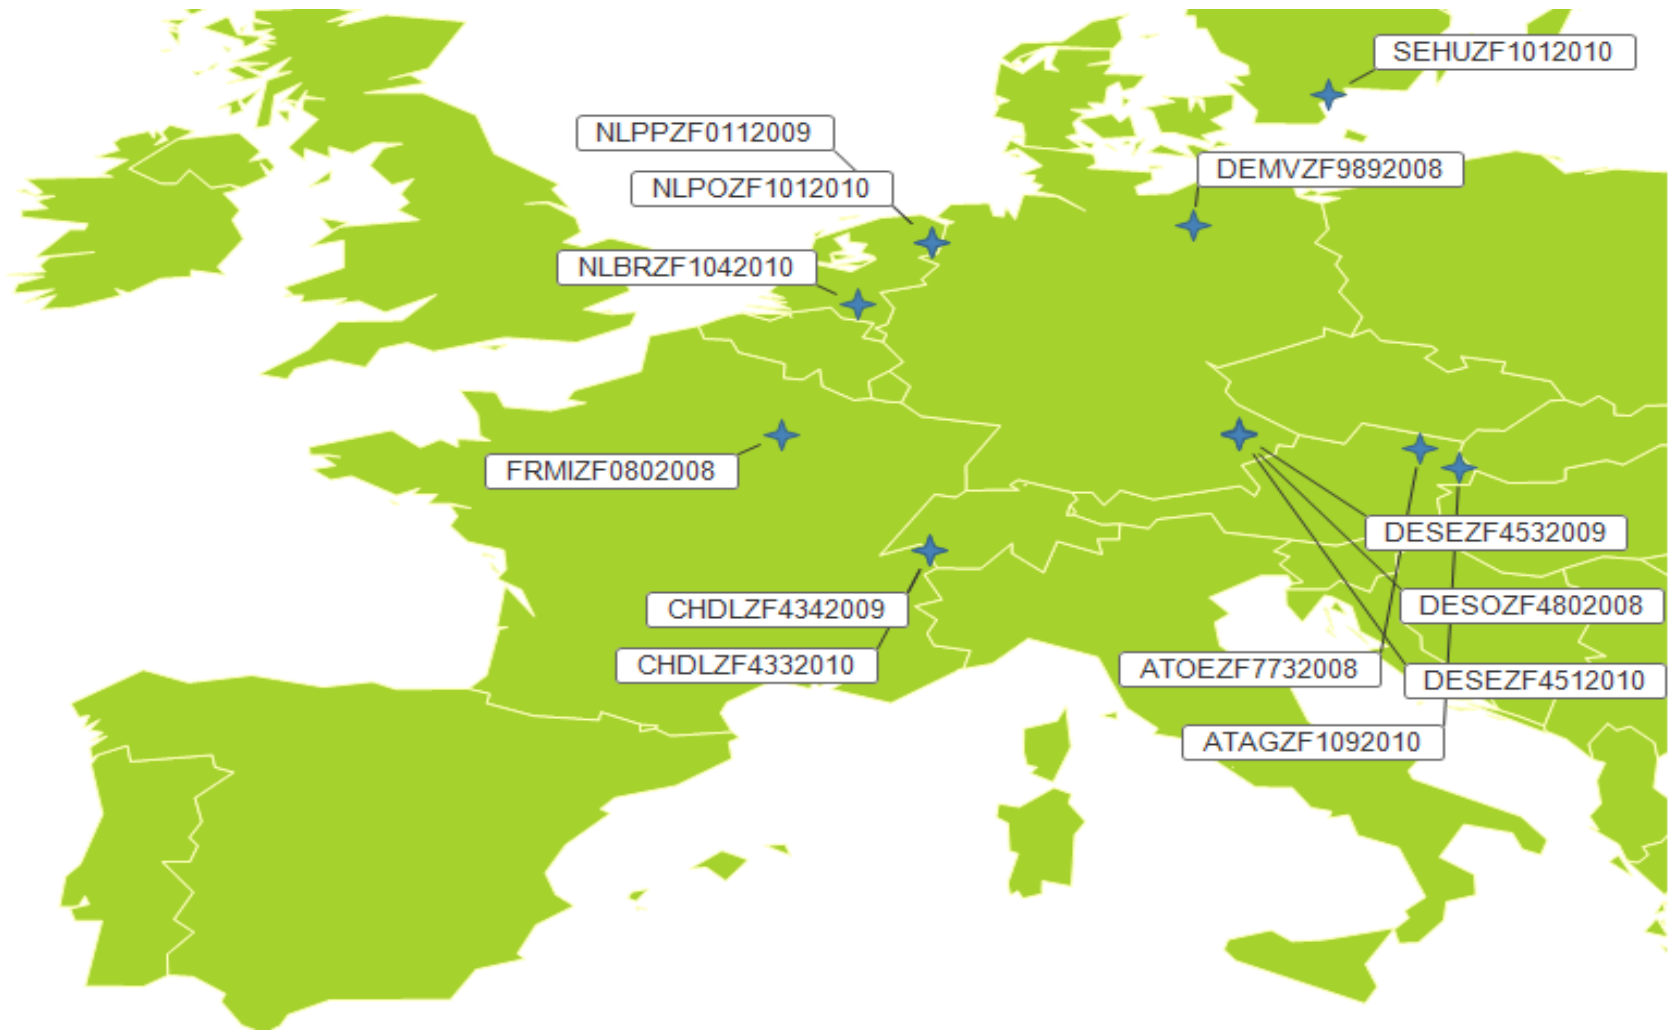 SEHUZF1012010
NLPPZF0112009
DEMVZF9892008
NLPOZF1012010
NLBRZF1042010
FRMIZF0802008
DESEZF4532009
CHDLZF4342009
DESOZF4802008
CHDLZF4332010
ATOEZF7732008
DESEZF4512010
ATAGZF1092010